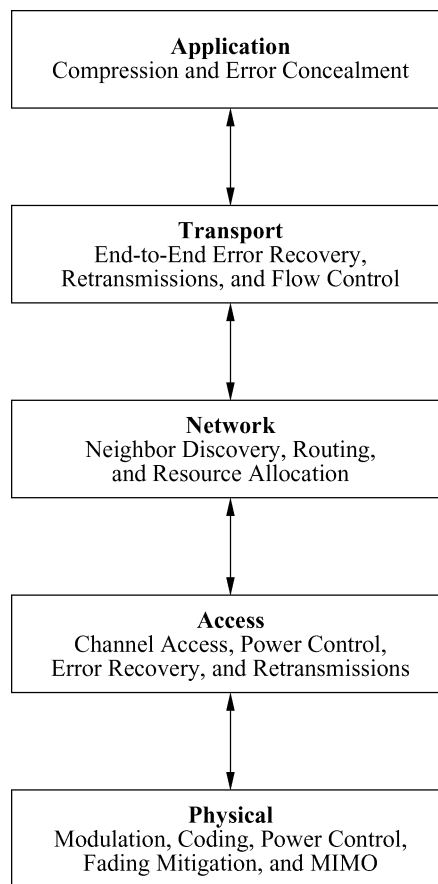 Application
Compression and Error Concealment
Transport
End-to-End Error Recovery,
Retransmissions, and Flow Control
Network
Neighbor Discovery, Routing,
and Resource Allocation
Access
Channel Access, Power Control,
Error Recovery, and Retransmissions
Physical
Modulation, Coding, Power Control,
Fading Mitigation, and MIMO